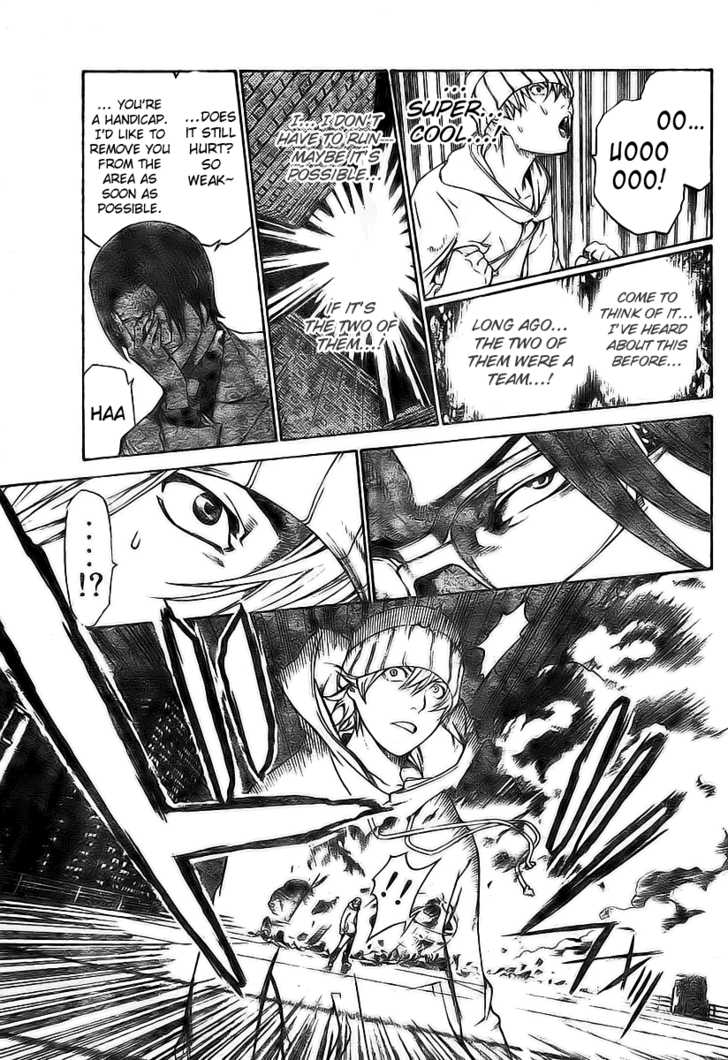 OO...
UOOO
OOO!
...
SUPER...
COOL...!
COME TO
THINK OF IT...
I'VE HEARD
ABOUT THIS
BEFORE...
LONG AGO...
THE TWO OF
THEM WERE A
TEAM...!
I... I DON'T
HAVE TO RUN...
MAYBE IT'S
POSSIBLE...
IF IT'S
THE TWO OF
THEM...!
...DOES
IT STILL
HURT?
SO
WEAK~
... YOU'RE
A HANDICAP.
I'D LIKE TO
REMOVE YOU
FROM THE
AREA AS
SOON AS
POSSIBLE.
HAA
....
!?
!!